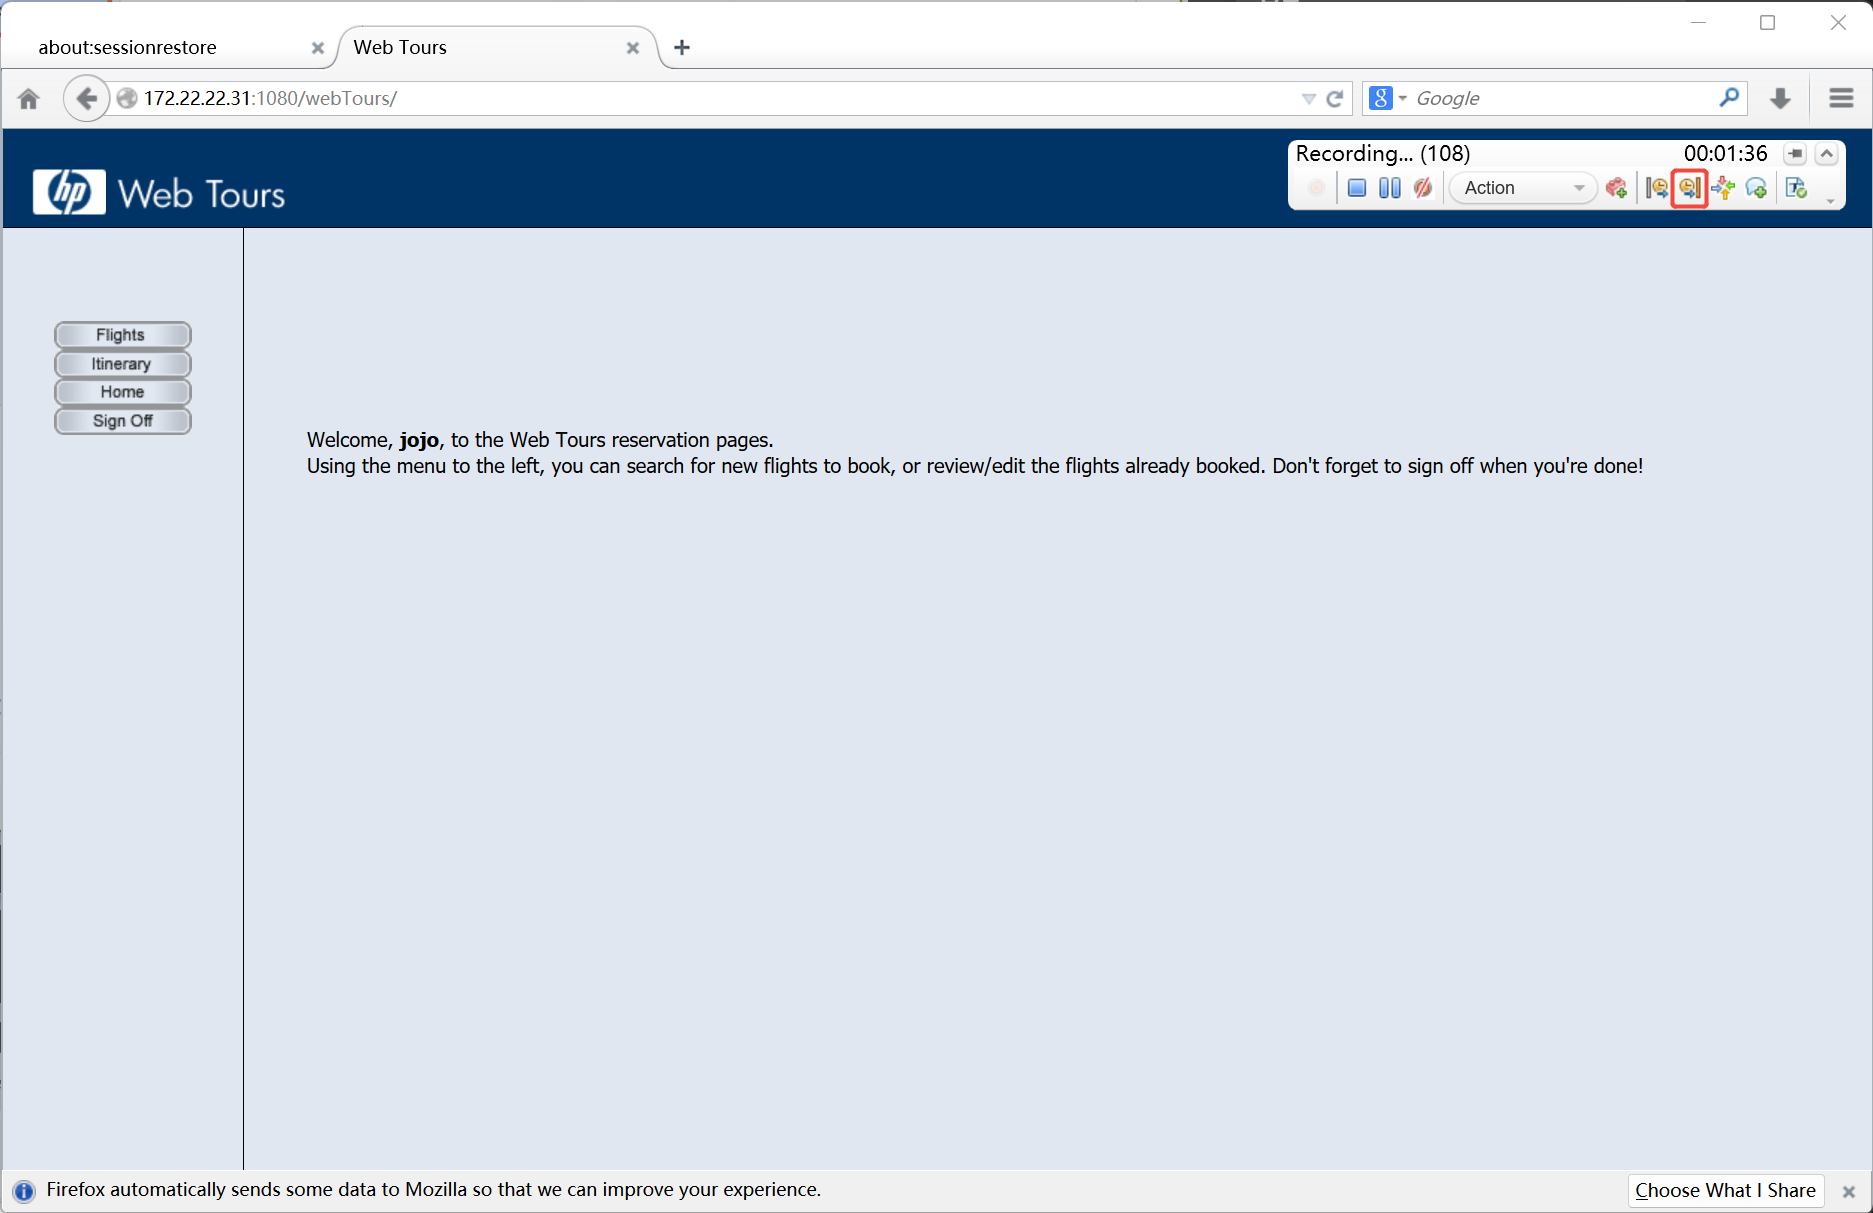 about:sessionrestore
Web Tours
172.22.22.31:1080/webTours/
Google
Recording... (108)
00:01:36
Action
hp Web Tours
Flights
Itinerary
Home
Sign Off
Welcome, jojo, to the Web Tours reservation pages.
Using the menu to the left, you can search for new flights to book, or review/edit the flights already booked. Don't forget to sign off when you're done!
Firefox automatically sends some data to Mozilla so that we can improve your experience.
Choose What I Share